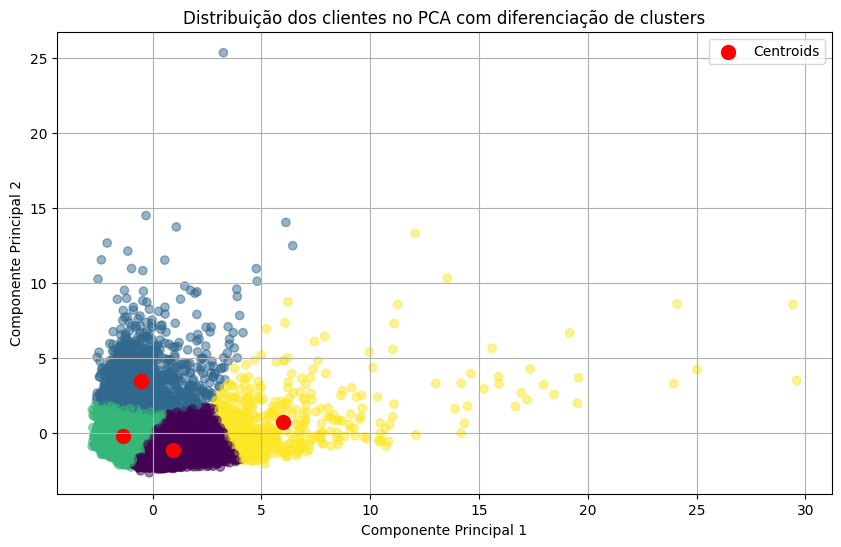 Distribuição dos clientes no PCA com diferenciação de clusters
Centroids
Componente Principal 2
25
20
15
10
5
0
0 5 10 15 20 25 30
Componente Principal 1